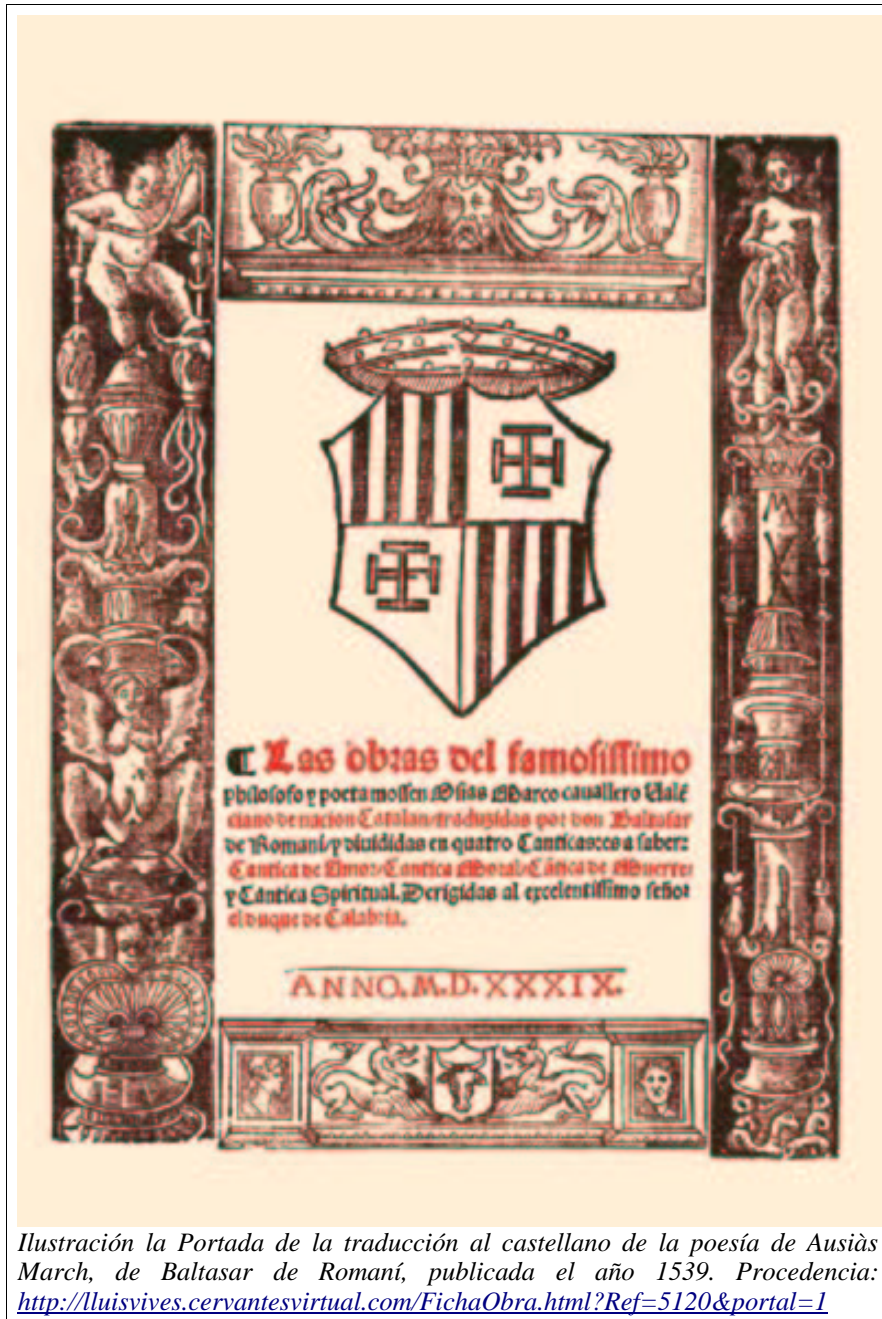 ¶ Las obras del famosissimo
philosofo y poeta mossen Osias Marco cauallero Ualē
ciano de nacion Catalan/traduzidas por don Baltasar
de Romani/y diuididas en quatro Canticas:es a saber:
Cantica de Amor/Cantica Moral/Cātica de Muerte/
y Cantica Spiritual. Derigidas al excelentissimo señor
el duque de Calabria.
ANNO.M.D.XXXIX.
Ilustración la Portada de la traducción al castellano de la poesía de Ausiàs
March, de Baltasar de Romaní, publicada el año 1539. Procedencia:
http://lluisvives.cervantesvirtual.com/FichaObra.html?Ref=5120&portal=1